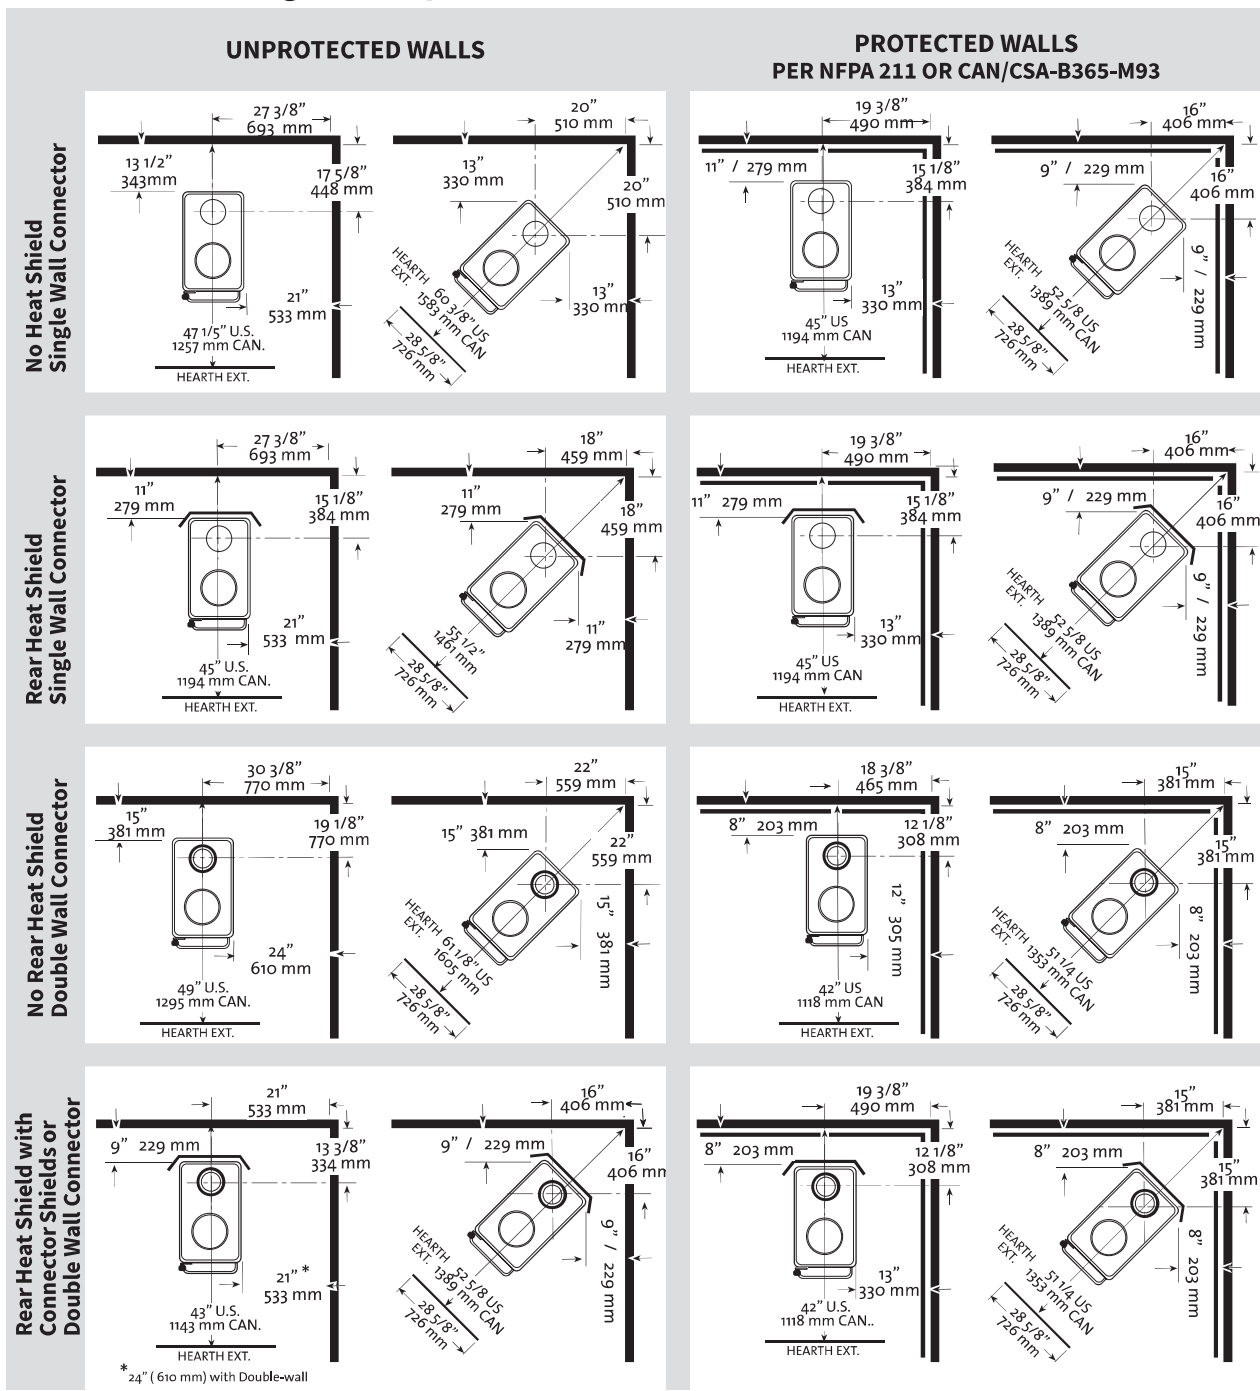 UNPROTECTED WALLS
PROTECTED WALLS
PER NFPA 211 OR CAN/CSA-B365-M93
No Heat Shield
Single Wall Connector
27 3/8”
693 mm
13 1/2”
343mm
17 5/8”
448 mm
21”
533 mm
47 1/5” U.S.
1257 mm CAN.
HEARTH EXT.
20”
510 mm
13”
330 mm
20”
510 mm
13”
330 mm
HEARTH
EXT.
60 3/8” US
1583 mm CAN
28 5/8”
726 mm
19 3/8”
490 mm
11” / 279 mm
15 1/8”
384 mm
13”
330 mm
45” US
1194 mm CAN
HEARTH EXT.
16”
406 mm
9” / 229 mm
16”
406 mm
9” / 229 mm
HEARTH
EXT.
52 5/8 US
1389 mm CAN
28 5/8”
726 mm
Rear Heat Shield
Single Wall Connector
27 3/8”
693 mm
11”
279 mm
15 1/8”
384 mm
21”
533 mm
45” U.S.
1194 mm CAN.
HEARTH EXT.
18”
459 mm
11”
279 mm
18”
459 mm
11”
279 mm
55 1/2”
1461 mm
28 5/8”
726 mm
19 3/8”
490 mm
11” 279 mm
15 1/8”
384 mm
13”
330 mm
45” US
1194 mm CAN
HEARTH EXT.
16”
406 mm
9” / 229 mm
16”
406 mm
9” / 229 mm
HEARTH
EXT.
52 5/8 US
1389 mm CAN
28 5/8”
726 mm
No Rear Heat Shield
Double Wall Connector
30 3/8”
770 mm
15”
381 mm
19 1/8”
770 mm
24”
610 mm
49” U.S.
1295 mm CAN.
HEARTH EXT.
22”
559 mm
15” 381 mm
22”
559 mm
15” 381 mm
HEARTH
EXT.
61 1/8” US
1605 mm
28 5/8”
726 mm
18 3/8”
465 mm
8” 203 mm
12 1/8”
308 mm
12” 305 mm
42” US
1118 mm CAN
HEARTH EXT.
15”
381 mm
8” 203 mm
15”
381 mm
8” 203 mm
HEARTH
EXT.
51 1/4 US
1353 mm CAN
28 5/8”
726 mm
Rear Heat Shield with
Connector Shields or
Double Wall Connector
21”
533 mm
9” 229 mm
13 3/8”
334 mm
21” *
533 mm
43” U.S.
1143 mm CAN.
HEARTH EXT.
*24” ( 610 mm) with Double-wall
16”
406 mm
9” / 229 mm
16”
406 mm
9” / 229 mm
HEARTH
EXT.
52 5/8 US
1389 mm CAN
28 5/8”
726 mm
19 3/8”
490 mm
8” 203 mm
12 1/8”
308 mm
13”
330 mm
42” U.S.
1118 mm CAN..
HEARTH EXT.
15”
381 mm
8” 203 mm
15”
381 mm
8” 203 mm
HEARTH
EXT.
51 1/4 US
1353 mm CAN
28 5/8”
726 mm